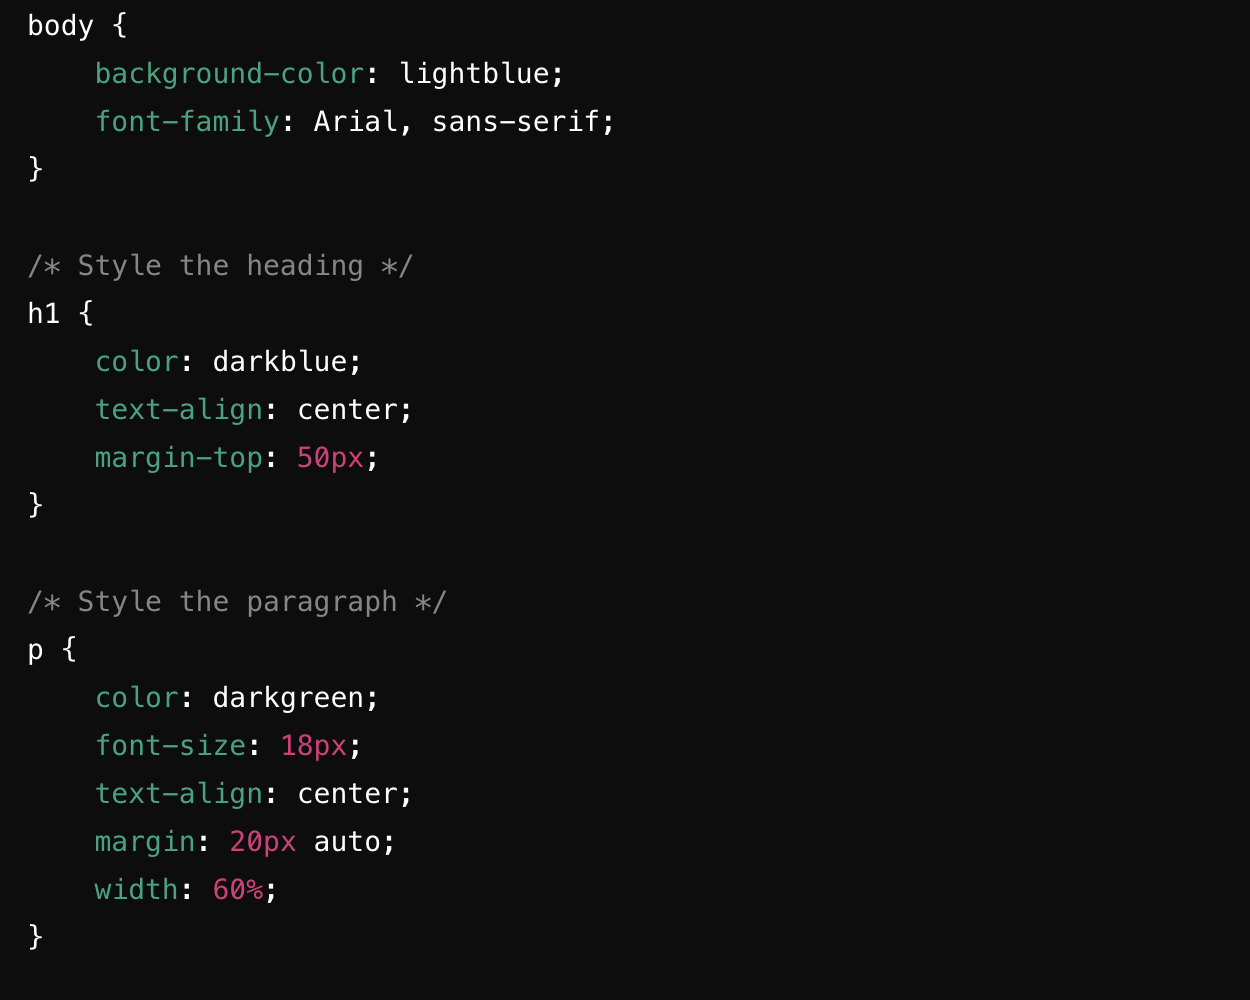 body {
    background-color: lightblue;
    font-family: Arial, sans-serif;
}

/* Style the heading */
h1 {
    color: darkblue;
    text-align: center;
    margin-top: 50px;
}

/* Style the paragraph */
p {
    color: darkgreen;
    font-size: 18px;
    text-align: center;
    margin: 20px auto;
    width: 60%;
}